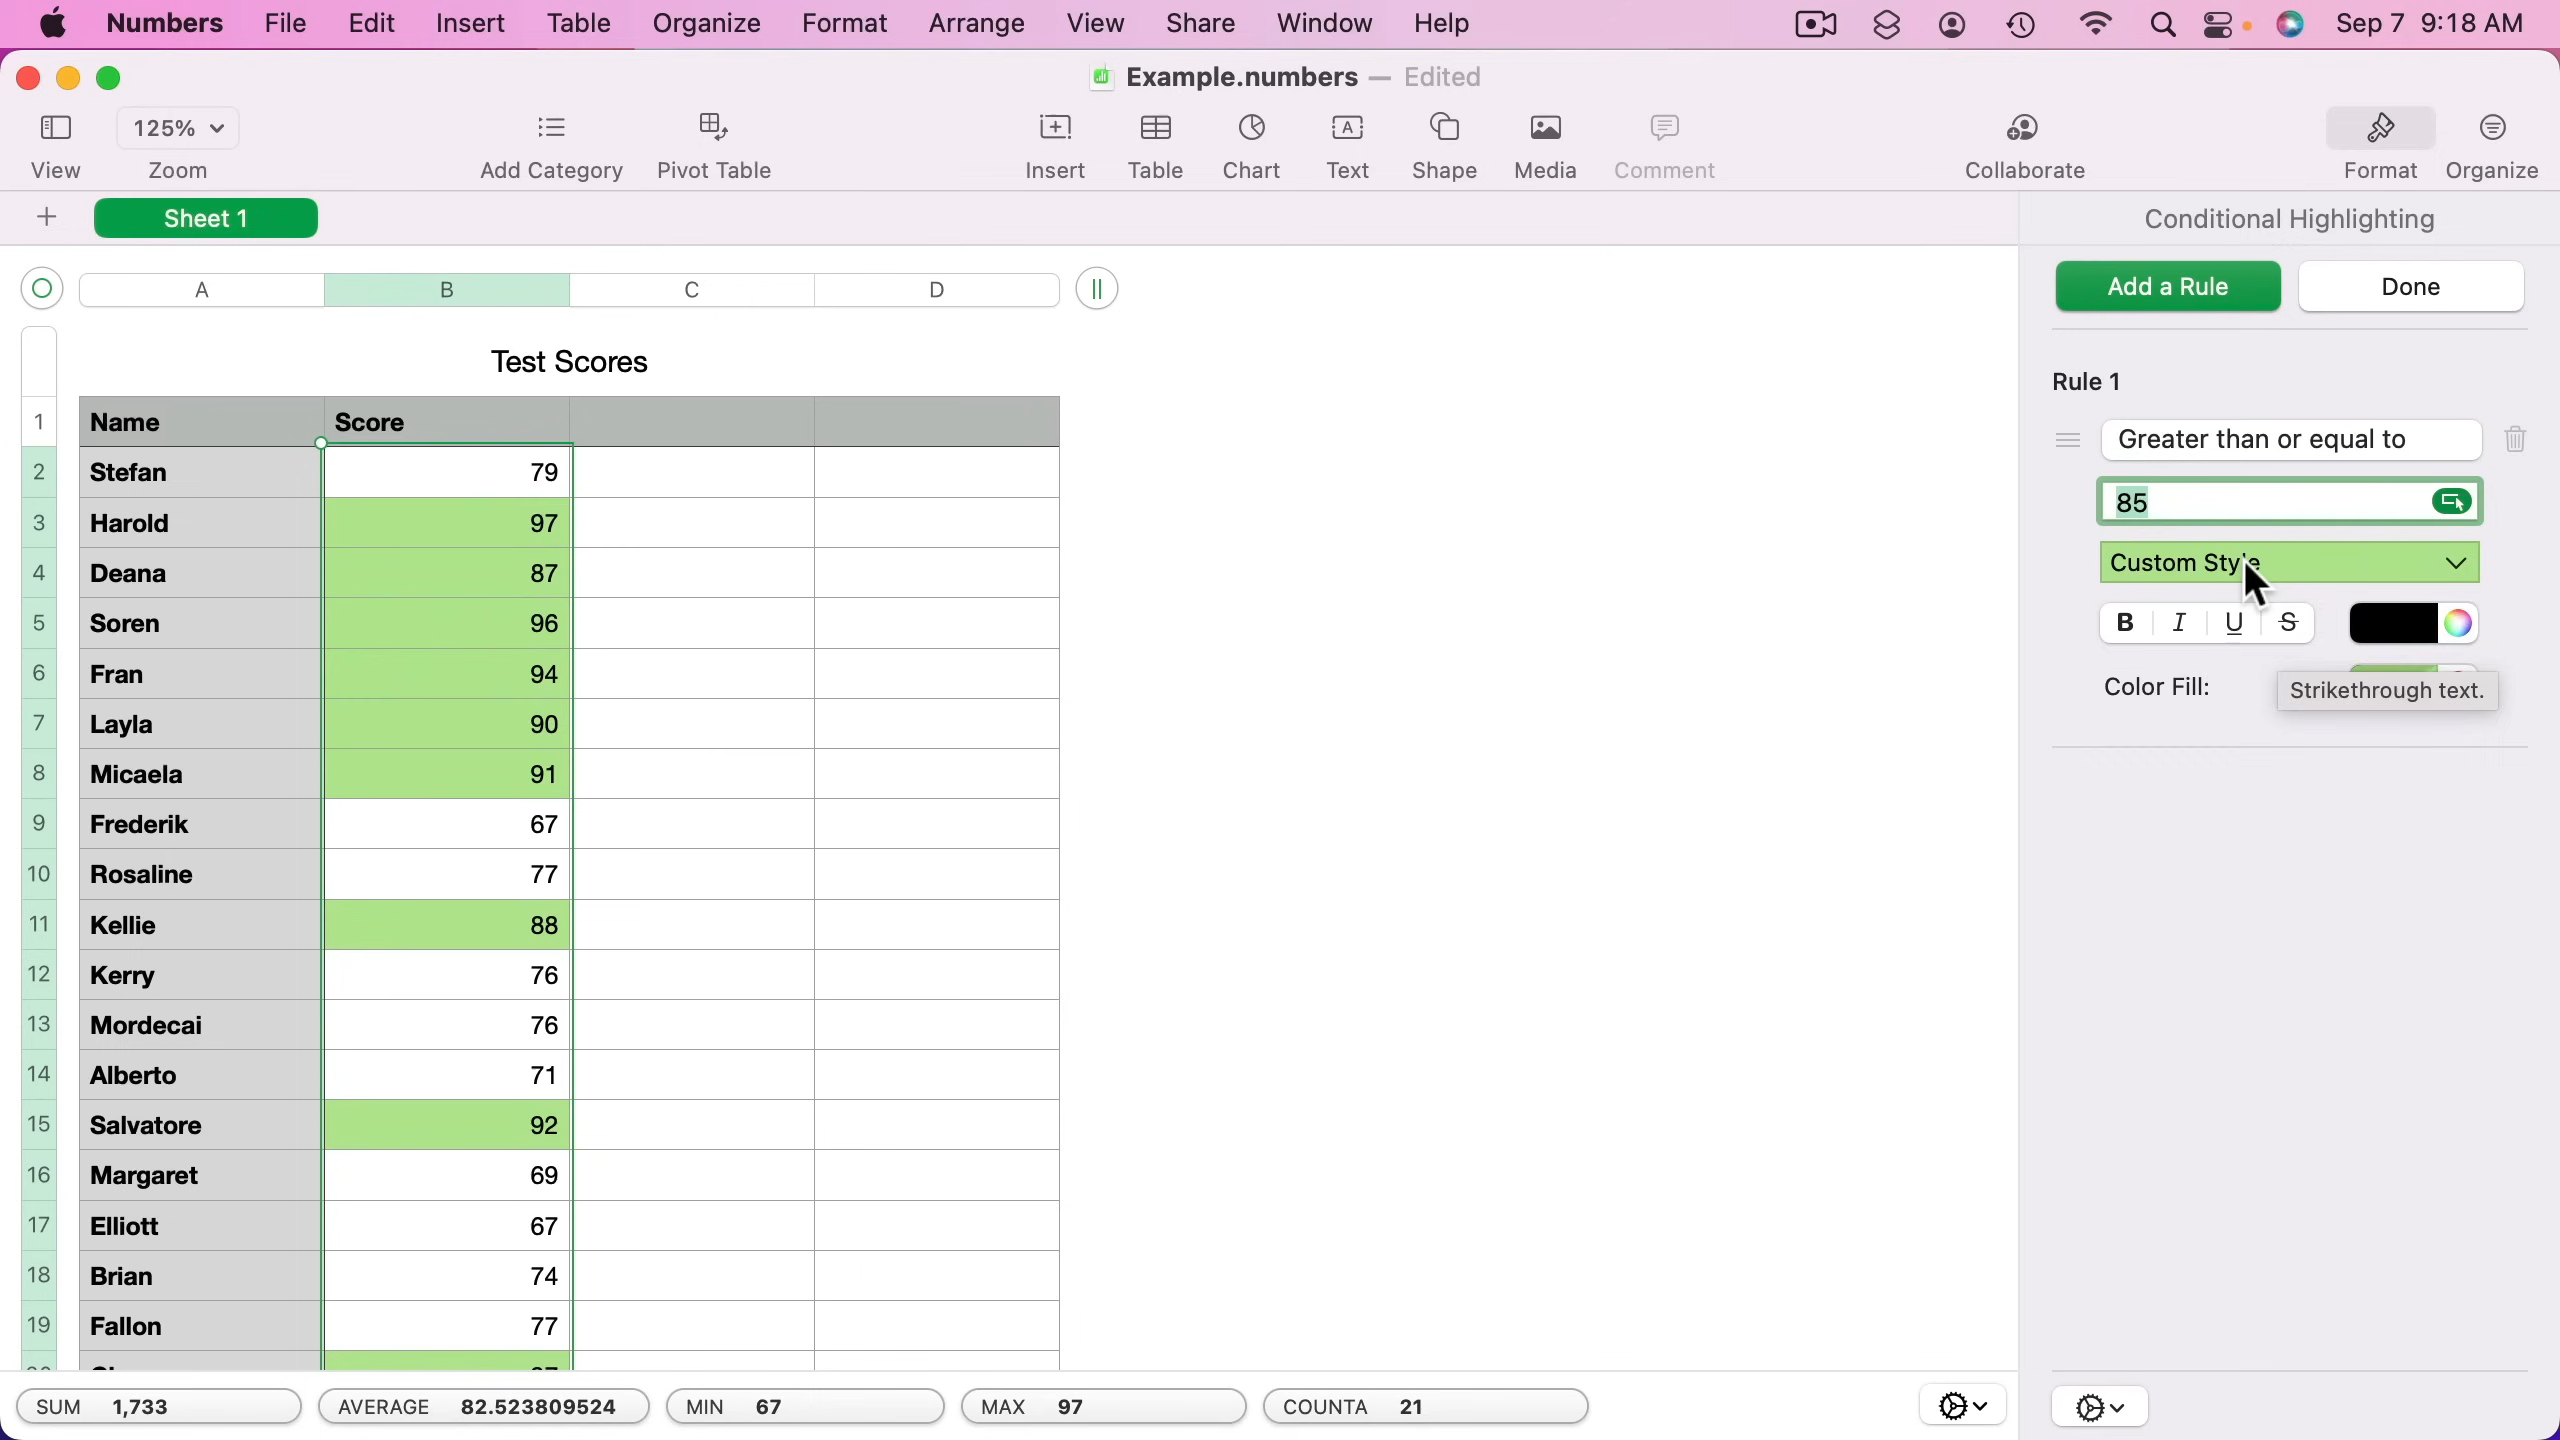 Numbers File Edit Insert Table Organize Format Arrange View Share Window Help Sep 7 9:18 AM
Example.numbers — Edited
125%
View Zoom Add Category Pivot Table Insert Table Chart Text Shape Media Comment Collaborate Format Organize
Sheet 1 Conditional Highlighting
Add a Rule Done
A B C D
Test Scores
Rule 1
1 Name Score
Greater than or equal to
2 Stefan 79
85
3 Harold 97
Custom Style
4 Deana 87
B I U S
5 Soren 96
Color Fill:
Strikethrough text.
6 Fran 94
7 Layla 90
8 Micaela 91
9 Frederik 67
10 Rosaline 77
11 Kellie 88
12 Kerry 76
13 Mordecai 76
14 Alberto 71
15 Salvatore 92
16 Margaret 69
17 Elliott 67
18 Brian 74
19 Fallon 77
SUM 1,733 AVERAGE 82.523809524 MIN 67 MAX 97 COUNTA 21